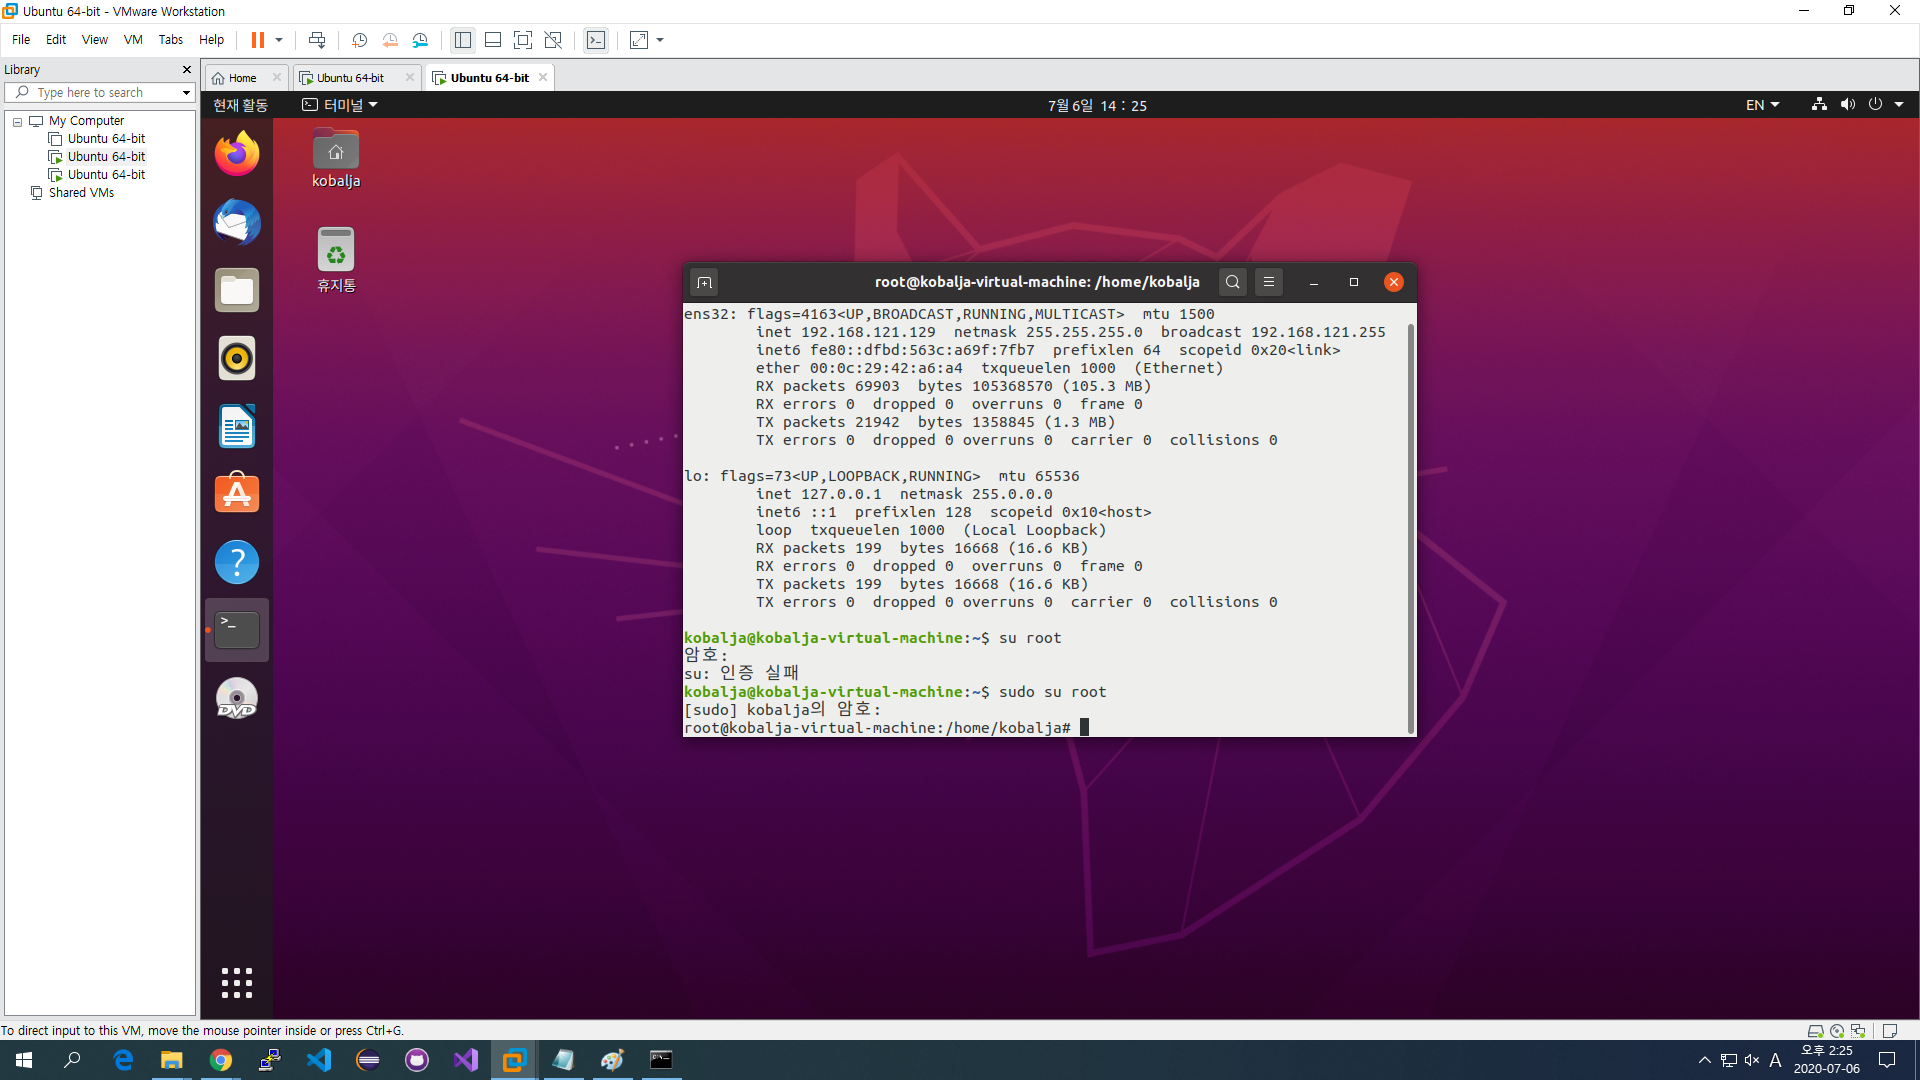 Ubuntu 64-bit - VMware Workstation
File Edit View VM Tabs Help
Library
Type here to search
My Computer
Ubuntu 64-bit
Ubuntu 64-bit
Ubuntu 64-bit
Shared VMs
Home Ubuntu 64-bit Ubuntu 64-bit
현재 활동 터미널 7월 6일 14 : 25 EN
kobalja
휴지통
root@kobalja-virtual-machine: /home/kobalja
ens32: flags=4163<UP,BROADCAST,RUNNING,MULTICAST>  mtu 1500
        inet 192.168.121.129  netmask 255.255.255.0  broadcast 192.168.121.255
        inet6 fe80::dfbd:563c:a69f:7fb7  prefixlen 64  scopeid 0x20<link>
        ether 00:0c:29:42:a6:a4  txqueuelen 1000  (Ethernet)
        RX packets 69903  bytes 105368570 (105.3 MB)
        RX errors 0  dropped 0  overruns 0  frame 0
        TX packets 21942  bytes 1358845 (1.3 MB)
        TX errors 0  dropped 0 overruns 0  carrier 0  collisions 0
lo: flags=73<UP,LOOPBACK,RUNNING>  mtu 65536
        inet 127.0.0.1  netmask 255.0.0.0
        inet6 ::1  prefixlen 128  scopeid 0x10<host>
        loop  txqueuelen 1000  (Local Loopback)
        RX packets 199  bytes 16668 (16.6 KB)
        RX errors 0  dropped 0  overruns 0  frame 0
        TX packets 199  bytes 16668 (16.6 KB)
        TX errors 0  dropped 0 overruns 0  carrier 0  collisions 0
kobalja@kobalja-virtual-machine:~$ su root
암호:
su: 인증 실패
kobalja@kobalja-virtual-machine:~$ sudo su root
[sudo] kobalja의 암호:
root@kobalja-virtual-machine:/home/kobalja#
DVD
To direct input to this VM, move the mouse pointer inside or press Ctrl+G.
A 오후 2:25
2020-07-06